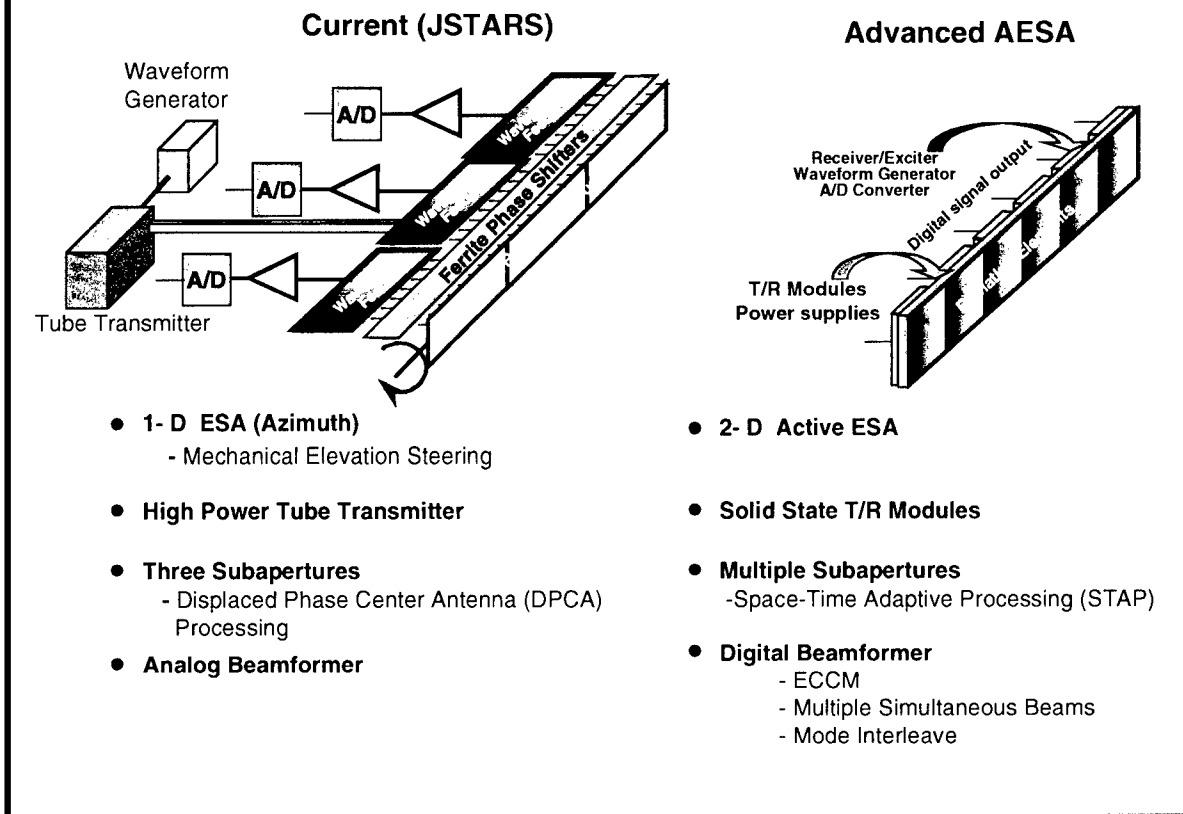 Current (JSTARS)
Waveform
Generator
A/D
A/D
A/D
Tube Transmitter
Ferrite Phase Shifters
● 1- D ESA (Azimuth)
- Mechanical Elevation Steering
● High Power Tube Transmitter
● Three Subapertures
- Displaced Phase Center Antenna (DPCA)
Processing
● Analog Beamformer
Advanced AESA
Receiver/Exciter
Waveform Generator
A/D Converter
Digital signal output
T/R Modules
Power supplies
● 2- D Active ESA
● Solid State T/R Modules
● Multiple Subapertures
-Space-Time Adaptive Processing (STAP)
● Digital Beamformer
- ECCM
- Multiple Simultaneous Beams
- Mode Interleave